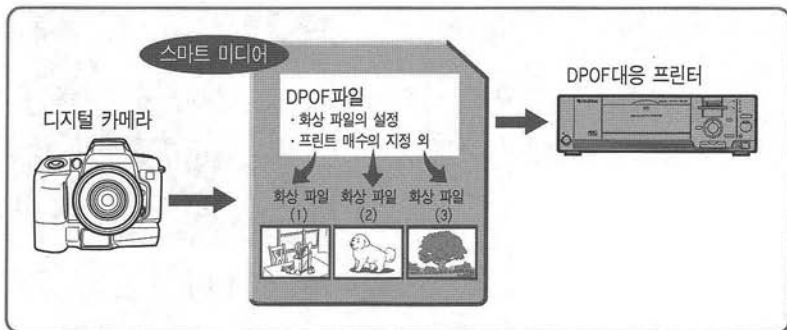 스마트 미디어
DPOF파일
· 화상 파일의 설정
· 프린트 매수의 지정 외
화상 파일 (1)
화상 파일 (2)
화상 파일 (3)
디지털 카메라
DPOF대응 프린터